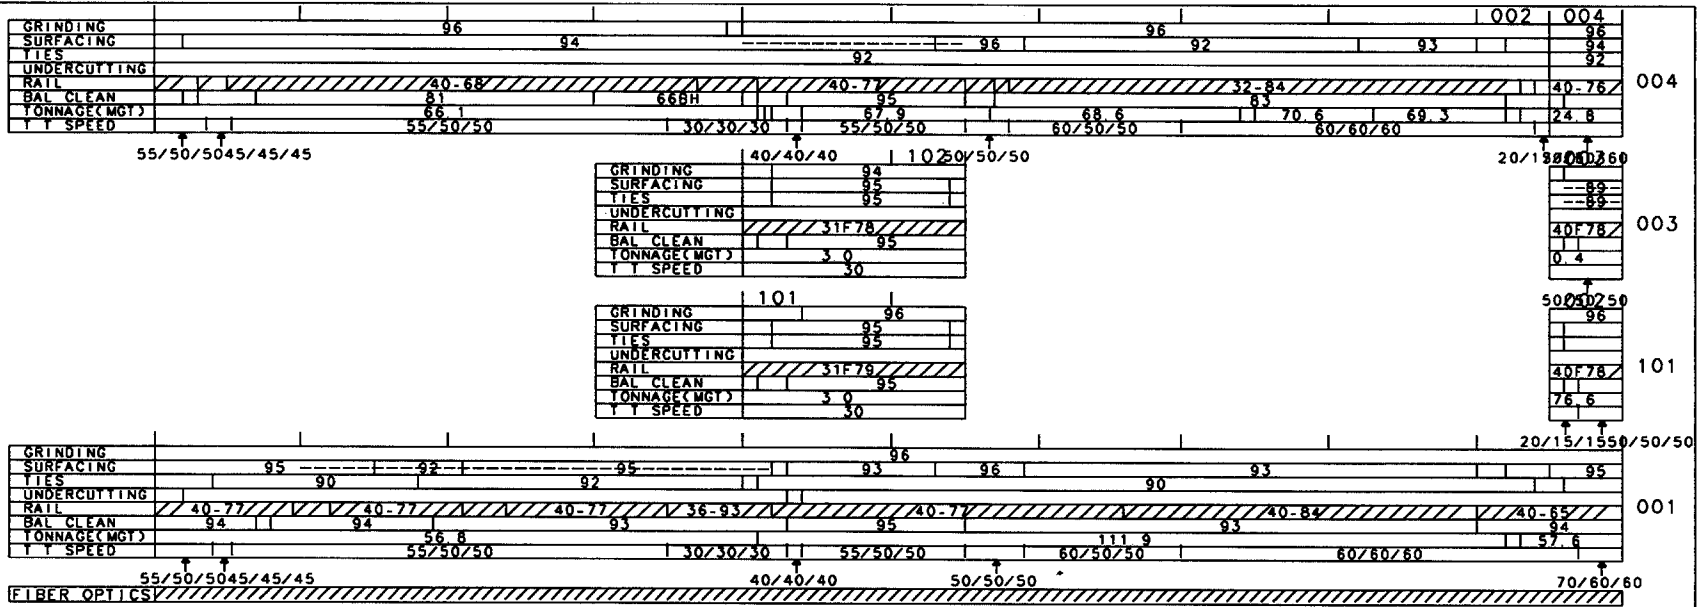 002 004
GRINDING 96 96 96
SURFACING 94 96 92 93 94
TIES 92 92
UNDERCUTTING
RAIL 40-68 40-77 32-84 40-76 004
BAL CLEAN 81 66BH 95 83
TONNAGE(MGT) 66.1 67.9 68.6 70.6 69.3 24.8
T T SPEED 55/50/50 30/30/30 55/50/50 60/50/50 60/60/60
55/50/50 45/45/45 40/40/40 102 50/50/50
GRINDING 94
SURFACING 95 89
TIES 95 89
UNDERCUTTING
RAIL 31F78 40F78 003
BAL CLEAN 95
TONNAGE(MGT) 3.0 0.4
T T SPEED 30
101
GRINDING 96 96
SURFACING 95
TIES 95
UNDERCUTTING
RAIL 31F79 40F78 101
BAL CLEAN 95
TONNAGE(MGT) 3.0 76.6
T T SPEED 30
20/15/15 50/50/50
GRINDING 96
SURFACING 95 92 95 93 96 93 95
TIES 90 92 90
UNDERCUTTING
RAIL 40-77 40-77 40-77 36-93 40-77 40-84 40-65 001
BAL CLEAN 94 94 93 95 93 94
TONNAGE(MGT) 56.8 111.9 57.6
T T SPEED 55/50/50 30/30/30 55/50/50 60/50/50 60/60/60
55/50/50 45/45/45 40/40/40 50/50/50 70/60/60
FIBER OPTICS